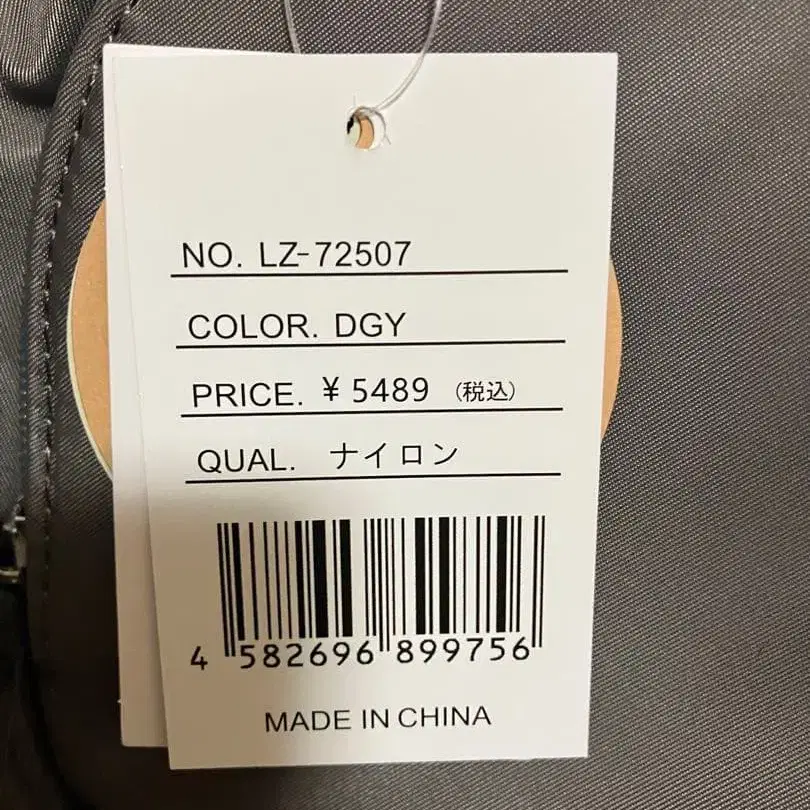 NO. LZ-72507
COLOR. DGY
PRICE. ¥ 5489 (税込)
QUAL. ナイロン
4 582696 899756
MADE IN CHINA